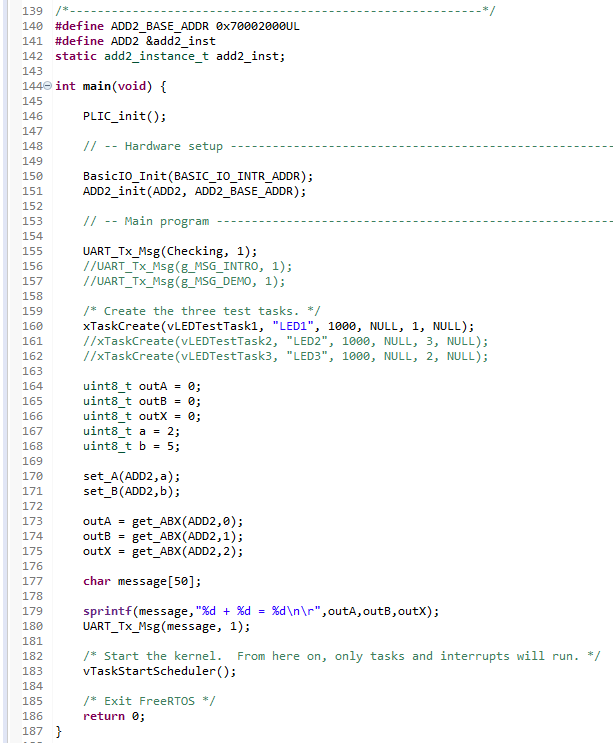 139 /*-----------------------------------------------------------*/
140 #define ADD2_BASE_ADDR 0x70002000UL
141 #define ADD2 &add2_inst
142 static add2_instance_t add2_inst;
143
144 int main(void) {
145
146     PLIC_init();
147
148     // -- Hardware setup -------------------------------------------------------
149
150     BasicIO_Init(BASIC_IO_INTR_ADDR);
151     ADD2_init(ADD2, ADD2_BASE_ADDR);
152
153     // -- Main program ---------------------------------------------------------
154
155     UART_Tx_Msg(Checking, 1);
156     //UART_Tx_Msg(g_MSG_INTRO, 1);
157     //UART_Tx_Msg(g_MSG_DEMO, 1);
158
159     /* Create the three test tasks. */
160     xTaskCreate(vLEDTestTask1, "LED1", 1000, NULL, 1, NULL);
161     //xTaskCreate(vLEDTestTask2, "LED2", 1000, NULL, 3, NULL);
162     //xTaskCreate(vLEDTestTask3, "LED3", 1000, NULL, 2, NULL);
163
164     uint8_t outA = 0;
165     uint8_t outB = 0;
166     uint8_t outX = 0;
167     uint8_t a = 2;
168     uint8_t b = 5;
169
170     set_A(ADD2,a);
171     set_B(ADD2,b);
172
173     outA = get_ABX(ADD2,0);
174     outB = get_ABX(ADD2,1);
175     outX = get_ABX(ADD2,2);
176
177     char message[50];
178
179     sprintf(message,"%d + %d = %d\n\r",outA,outB,outX);
180     UART_Tx_Msg(message, 1);
181
182     /* Start the kernel.  From here on, only tasks and interrupts will run. */
183     vTaskStartScheduler();
184
185     /* Exit FreeRTOS */
186     return 0;
187 }